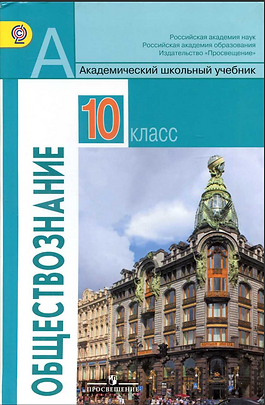 Российская академия наук
Российская академия образования
Издательство «Просвещение»
А
Академический школьный учебник
10 класс
ОБЩЕСТВОЗНАНИЕ
ПРОСВЕЩЕНИЕ